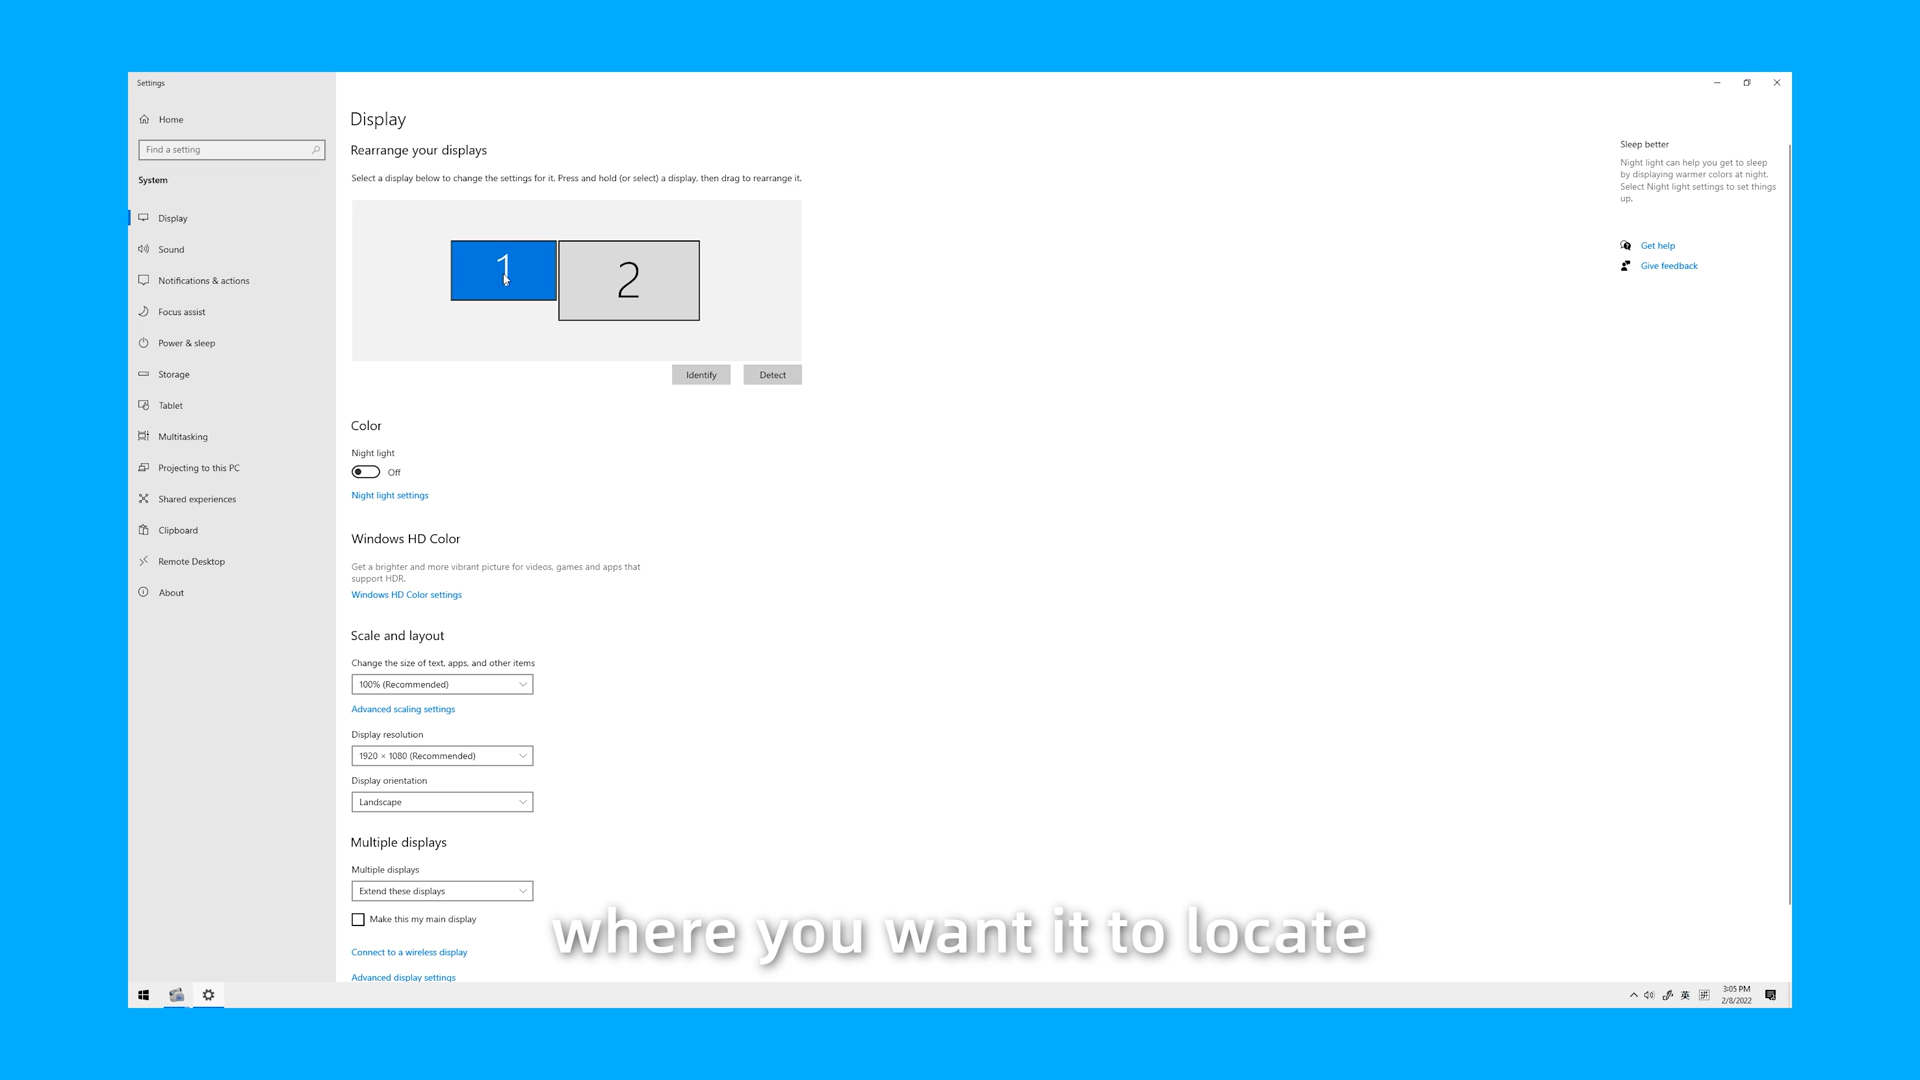 Settings
Home
Find a setting
System
Display
Sound
Notifications & actions
Focus assist
Power & sleep
Storage
Tablet
Multitasking
Projecting to this PC
Shared experiences
Clipboard
Remote Desktop
About
Display
Rearrange your displays
Select a display below to change the settings for it. Press and hold (or select) a display, then drag to rearrange it.
1
2
Identify
Detect
Color
Night light
Off
Night light settings
Windows HD Color
Get a brighter and more vibrant picture for videos, games and apps that
support HDR.
Windows HD Color settings
Scale and layout
Change the size of text, apps, and other items
100% (Recommended)
Advanced scaling settings
Display resolution
1920 × 1080 (Recommended)
Display orientation
Landscape
Multiple displays
Multiple displays
Extend these displays
Make this my main display
Connect to a wireless display
Advanced display settings
Sleep better
Night light can help you get to sleep
by displaying warmer colors at night.
Select Night light settings to set things
up.
Get help
Give feedback
where you want it to locate
英
拼
3:05 PM
2/8/2022